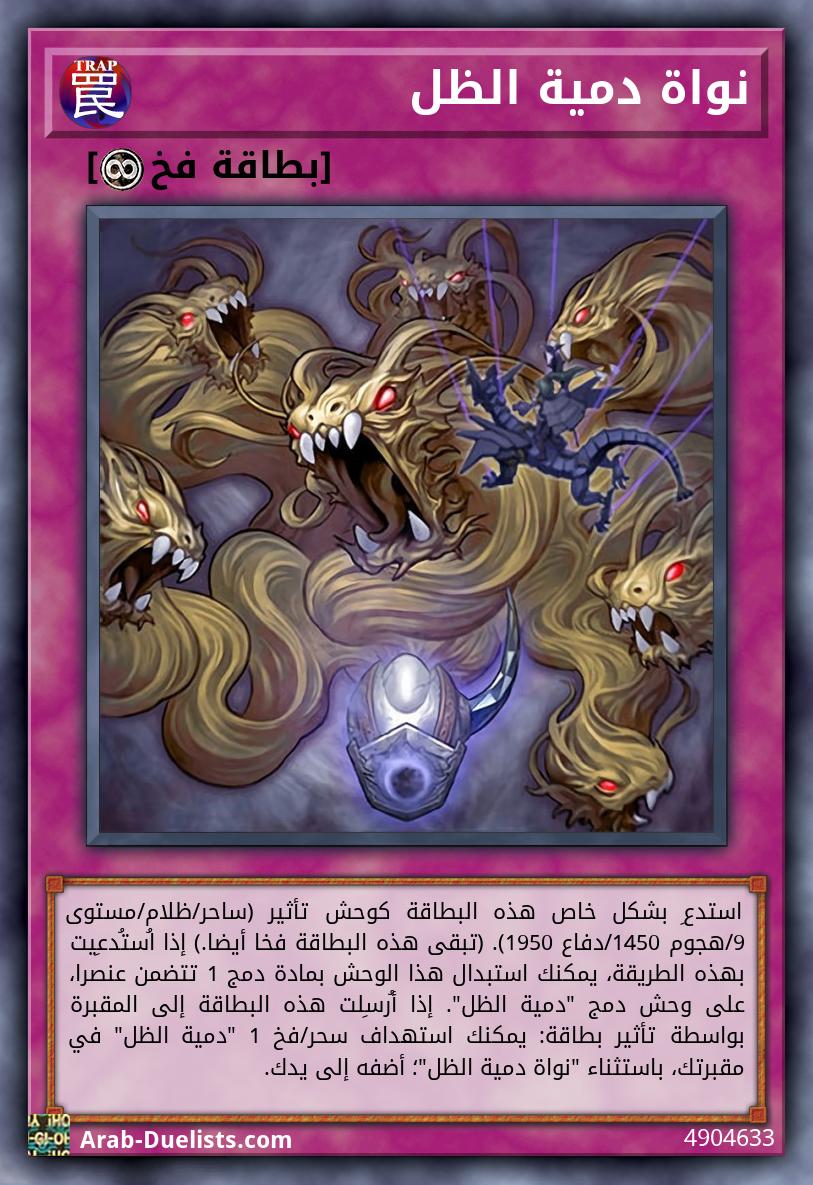 نواة دمية الظل
TRAP
罠
[بطاقة فخ]
استدعِ بشكل خاص هذه البطاقة كوحش تأثير (ساحر/ظلام/مستوى
9/هجوم 1450/دفاع 1950). (تبقى هذه البطاقة فخا أيضا.) إذا اُستُدعيِت
بهذه الطريقة، يمكنك استبدال هذا الوحش بمادة دمج 1 تتضمن عنصرا،
على وحش دمج "دمية الظل". إذا أُرسِلت هذه البطاقة إلى المقبرة
بواسطة تأثير بطاقة: يمكنك استهداف سحر/فخ 1 "دمية الظل" في
مقبرتك، باستثناء "نواة دمية الظل"؛ أضفه إلى يدك.
Arab-Duelists.com
4904633